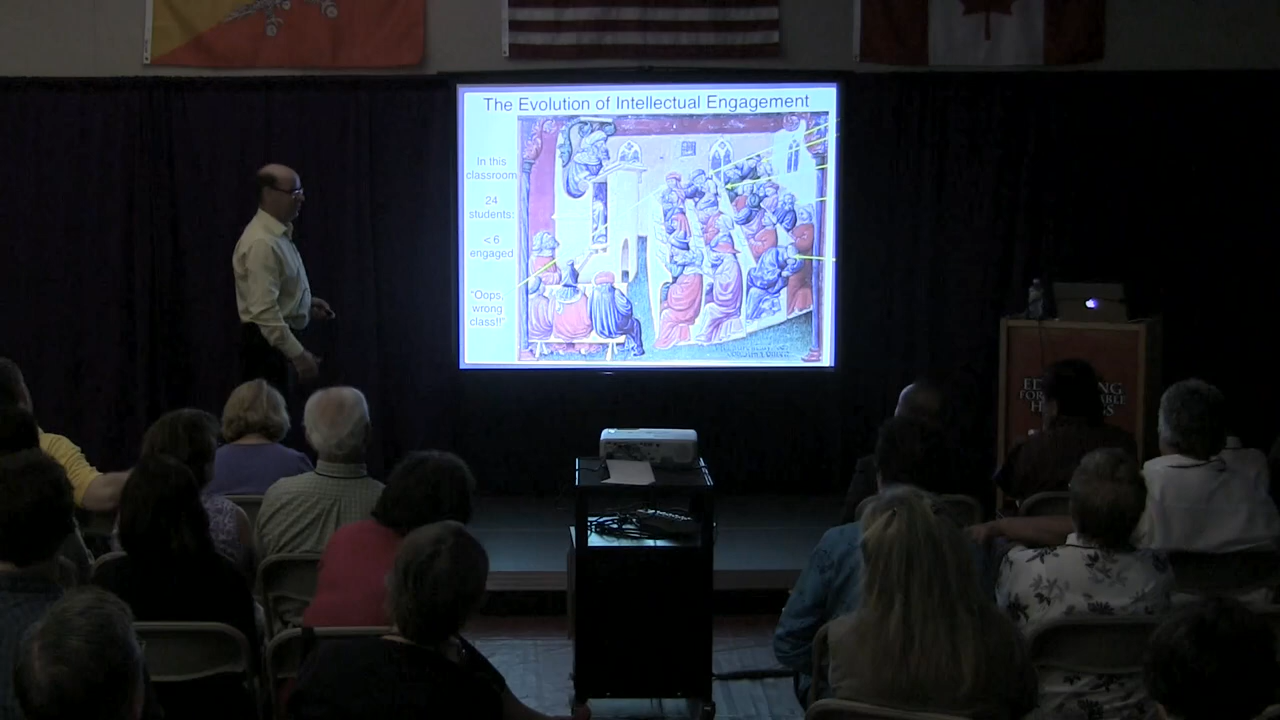 The Evolution of Intellectual Engagement
In this
classroom
24
students:
< 6
engaged
"Oops,
wrong
class!!"